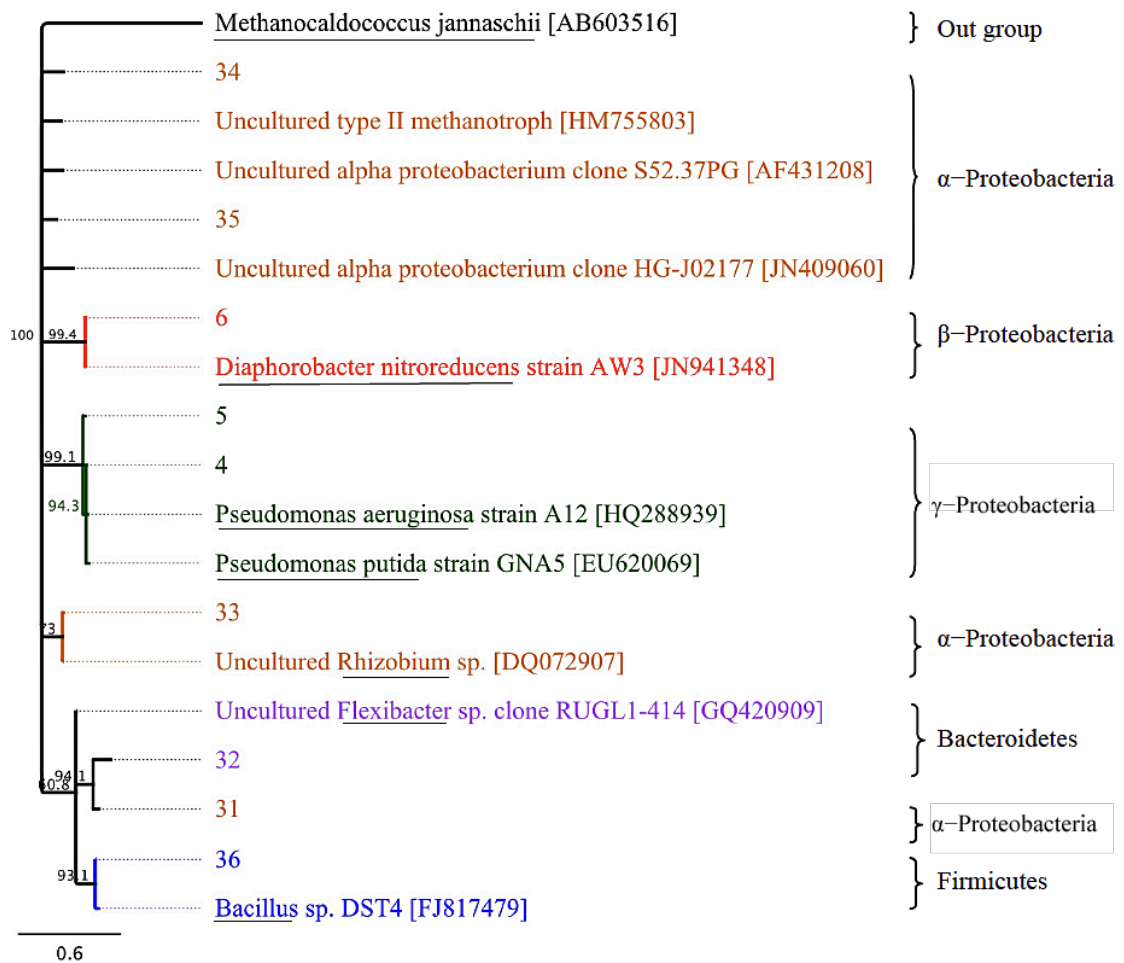 Methanocaldococcus jannaschii [AB603516]
Out group
34
Uncultured type II methanotroph [HM755803]
Uncultured alpha proteobacterium clone S52.37PG [AF431208]
α−Proteobacteria
35
Uncultured alpha proteobacterium clone HG-J02177 [JN409060]
6
100
99.4
β−Proteobacteria
Diaphorobacter nitroreducens strain AW3 [JN941348]
5
99.1
4
94.3
Pseudomonas aeruginosa strain A12 [HQ288939]
γ−Proteobacteria
Pseudomonas putida strain GNA5 [EU620069]
33
73
α−Proteobacteria
Uncultured Rhizobium sp. [DQ072907]
Uncultured Flexibacter sp. clone RUGL1-414 [GQ420909]
Bacteroidetes
32
94.1
60.8
31
α−Proteobacteria
36
93.1
Firmicutes
Bacillus sp. DST4 [FJ817479]
0.6